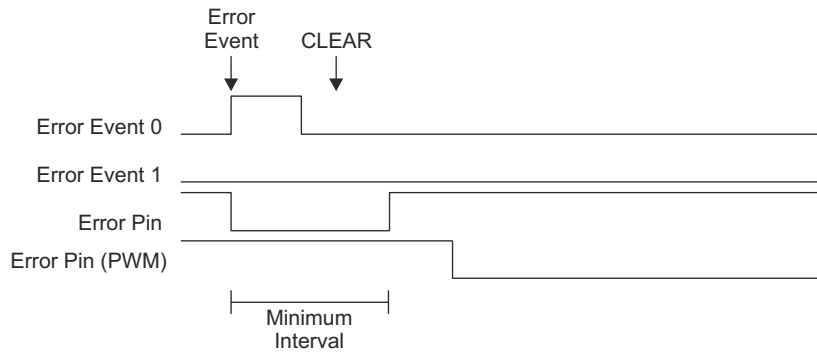 Error
Event
CLEAR
Error Event 0
Error Event 1
Error Pin
Error Pin (PWM)
Minimum
Interval